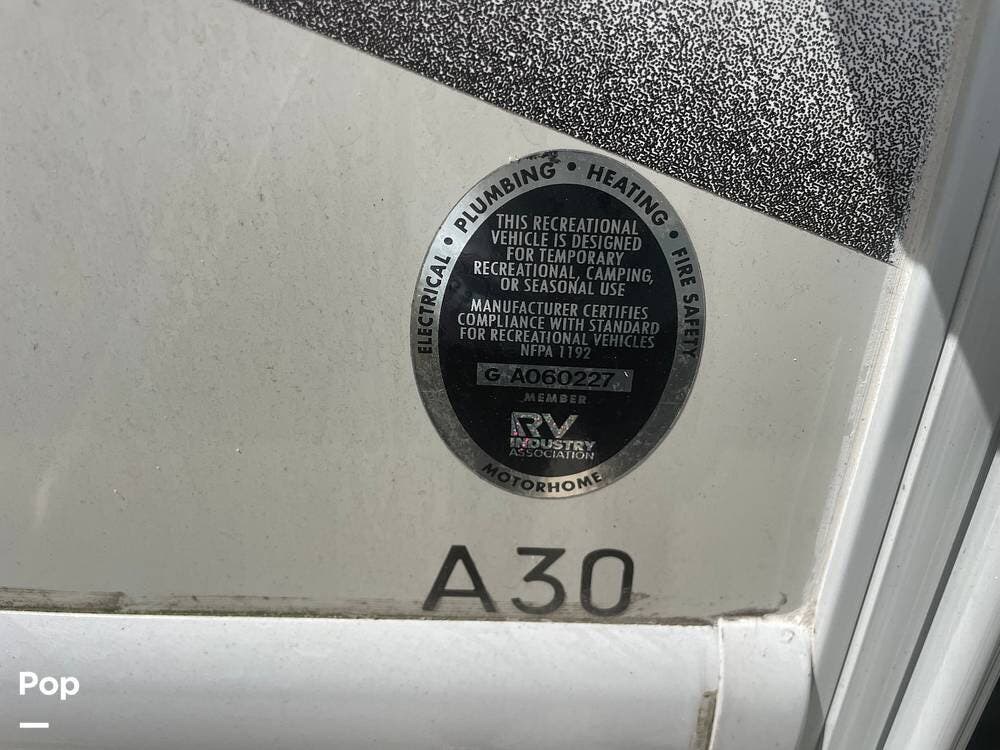 ELECTRICAL • PLUMBING • HEATING • FIRE SAFETY
THIS RECREATIONAL
VEHICLE IS DESIGNED
FOR TEMPORARY
RECREATIONAL, CAMPING,
OR SEASONAL USE
MANUFACTURER CERTIFIES
COMPLIANCE WITH STANDARD
FOR RECREATIONAL VEHICLES
NFPA 1192
G A060227
MEMBER
RV
INDUSTRY
ASSOCIATION
MOTORHOME
A30
Pop